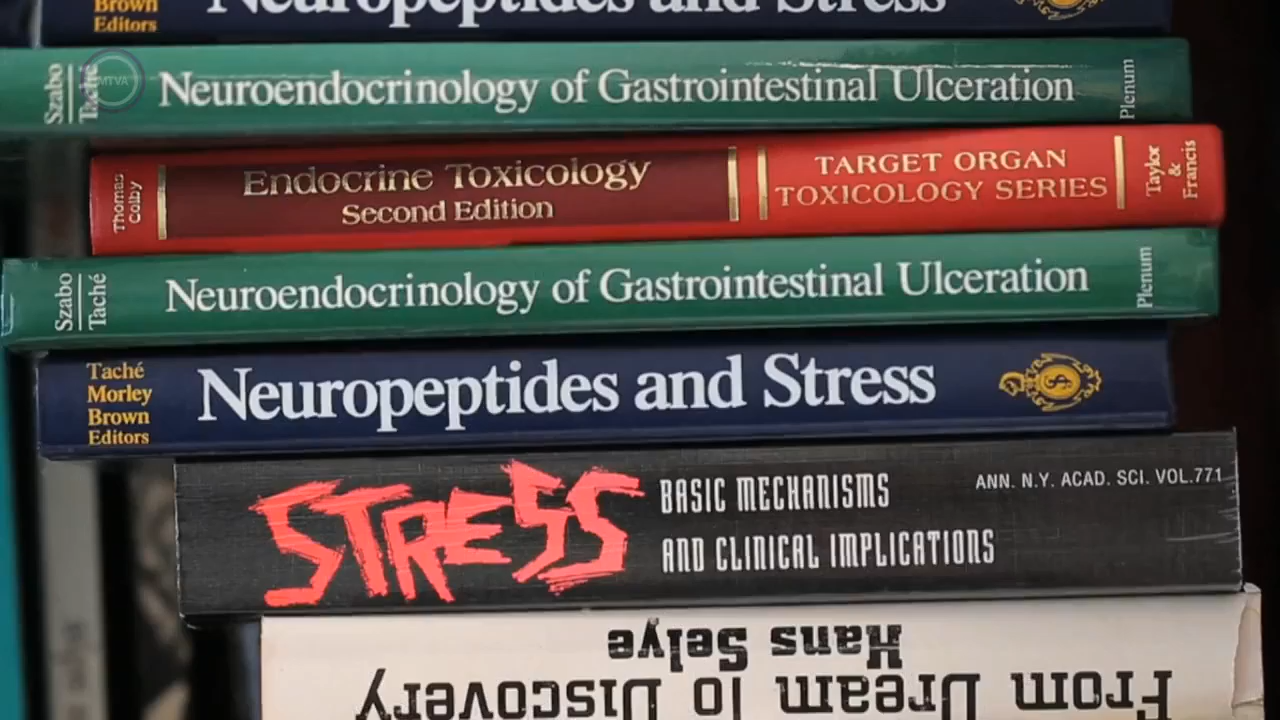 Brown
Editors
Neuropeptides and Stress
MTVA
Szabo
Taché
Neuroendocrinology of Gastrointestinal Ulceration
Plenum
Thomas
Colby
Endocrine Toxicology
Second Edition
TARGET ORGAN
TOXICOLOGY SERIES
Taylor
&
Francis
Szabo
Taché
Neuroendocrinology of Gastrointestinal Ulceration
Plenum
Taché
Morley
Brown
Editors
Neuropeptides and Stress
STRESS
BASIC MECHANISMS
AND CLINICAL IMPLICATIONS
ANN. N.Y. ACAD. SCI. VOL.771
Hans Selye
From Dream to Discovery